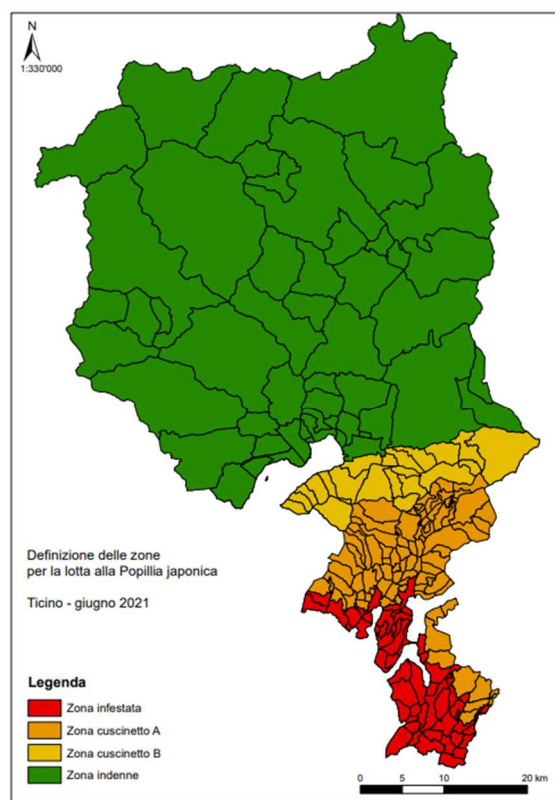 N
1:330'000
Definizione delle zone
per la lotta alla Popillia japonica
Ticino - giugno 2021
Legenda
Zona infestata
Zona cuscinetto A
Zona cuscinetto B
Zona indenne
0 5 10 20 km